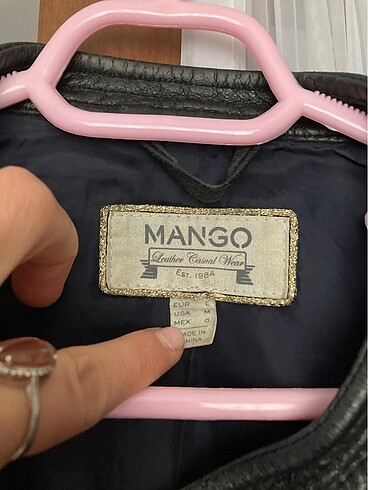 MANGO
Leather Casual Wear
EST. 1984
EUR L
USA M
MEX G
MADE IN
CHINA